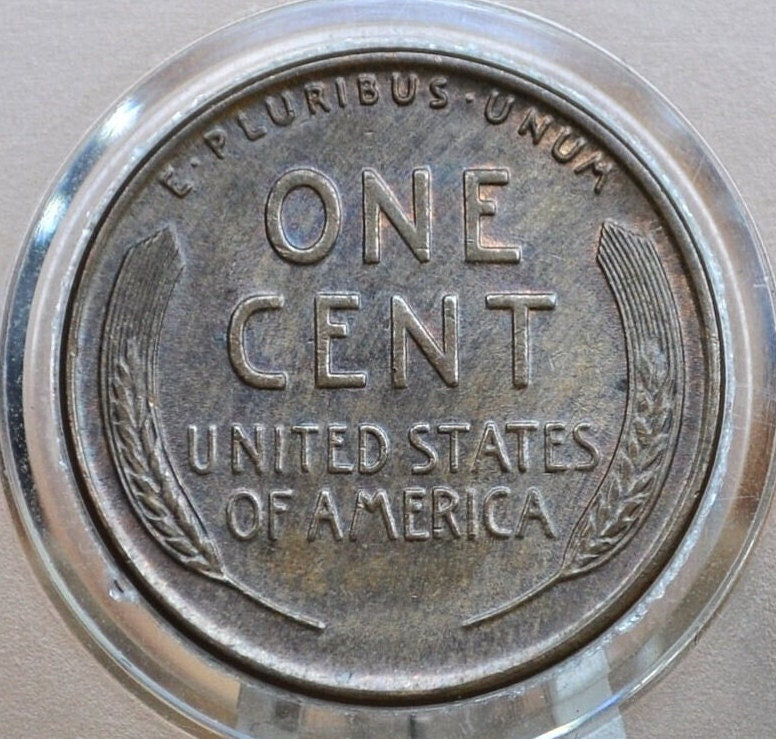 E·PLURIBUS·UNUM
ONE
CENT
UNITED STATES
OF AMERICA